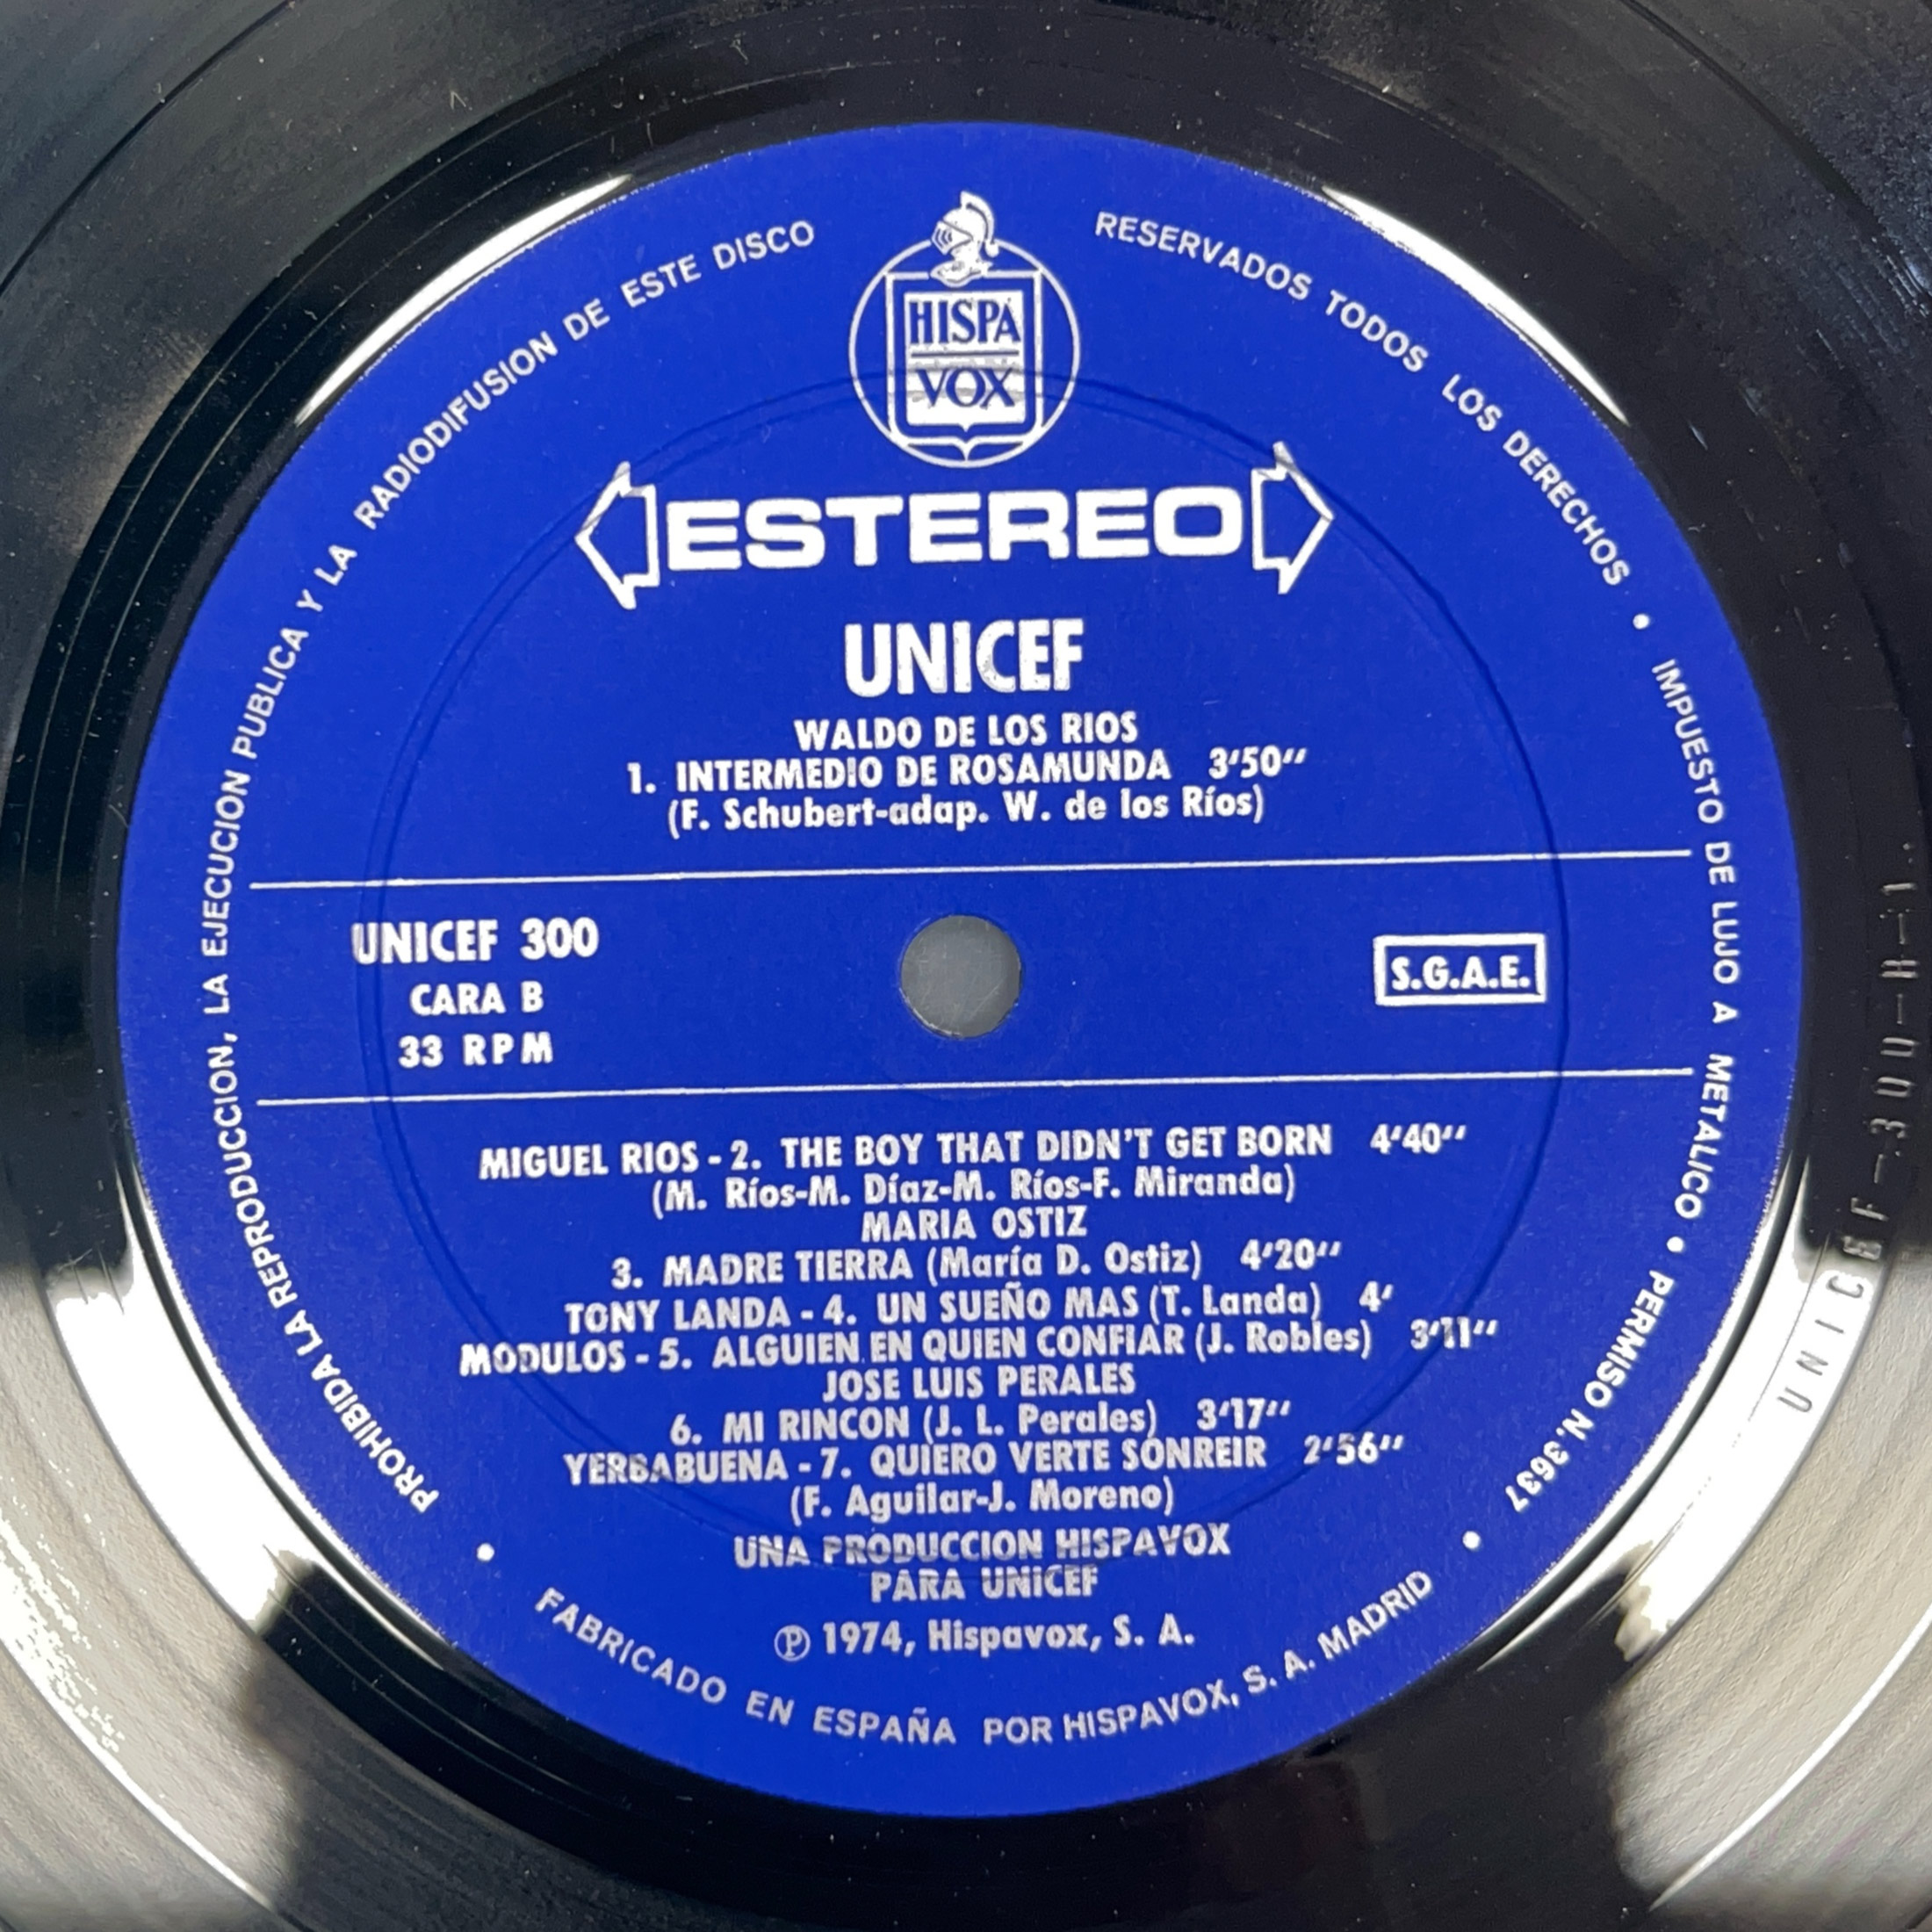 PROHIBIDA LA REPRODUCCION, LA EJECUCION PUBLICA Y LA RADIODIFUSION DE ESTE DISCO
RESERVADOS TODOS LOS DERECHOS • IMPUESTO DE LUJO A METALICO • PERMISO N.3637
HISPA
VOX
ESTEREO
UNICEF
WALDO DE LOS RIOS
1. INTERMEDIO DE ROSAMUNDA 3'50"
(F. Schubert-adap. W. de los Ríos)
UNICEF 300
CARA B
33 RPM
S.G.A.E.
MIGUEL RIOS - 2. THE BOY THAT DIDN'T GET BORN 4'40"
(M. Ríos-M. Díaz-M. Ríos-F. Miranda)
MARIA OSTIZ
3. MADRE TIERRA (María D. Ostiz) 4'20"
TONY LANDA - 4. UN SUEÑO MAS (T. Landa) 4'
MODULOS - 5. ALGUIEN EN QUIEN CONFIAR (J. Robles) 3'11"
JOSE LUIS PERALES
6. MI RINCON (J. L. Perales) 3'17"
YERBABUENA - 7. QUIERO VERTE SONREIR 2'56"
(F. Aguilar-J. Moreno)
UNA PRODUCCION HISPAVOX
PARA UNICEF
Ⓟ 1974, Hispavox, S. A.
• FABRICADO EN ESPAÑA POR HISPAVOX, S. A. MADRID •
UNICEF-300-